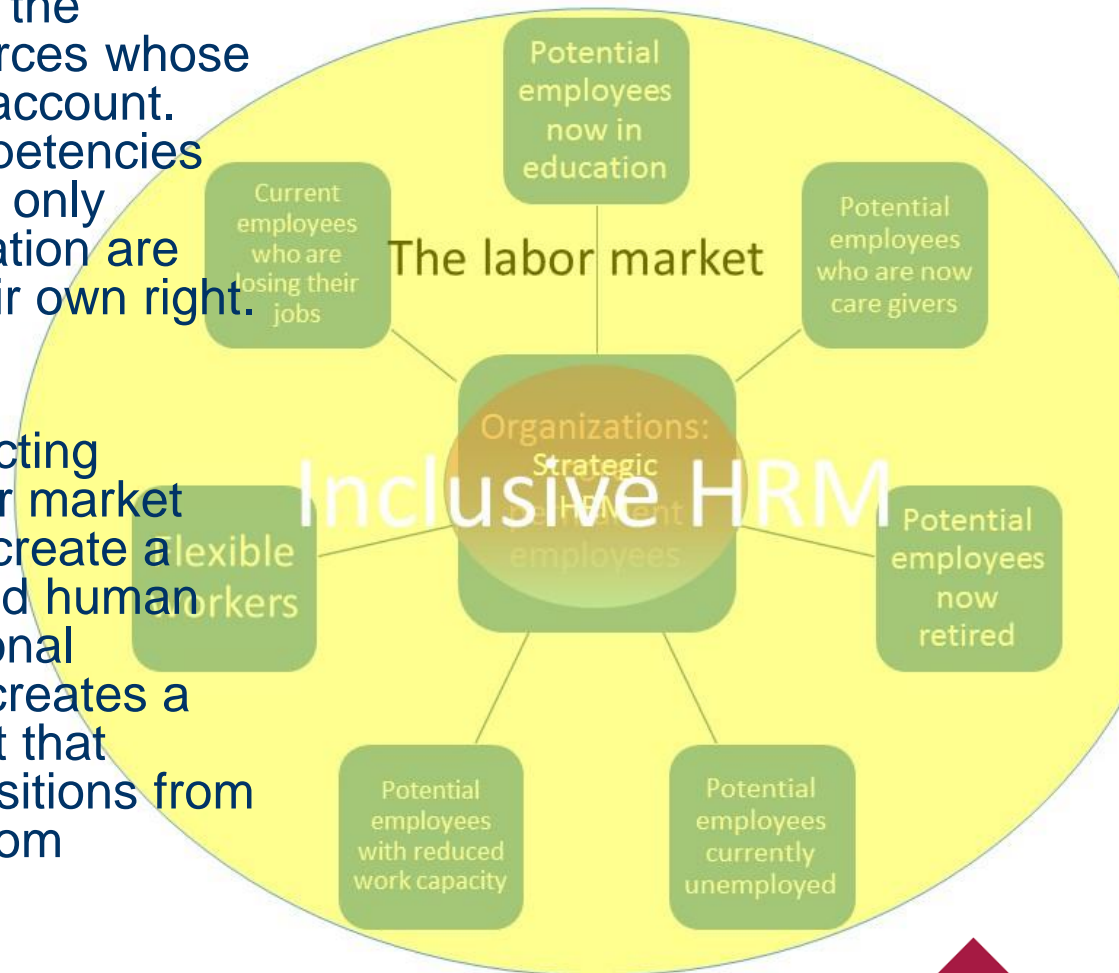 the
rces whose
account.
petencies
only
ation are
ir own right.
cting
r market
create a
d human
onal
creates a
t that
sitions from
om
Potential
employees
now in
education
Current
employees
who are
losing their
jobs
The labor market
Potential
employees
who are now
care givers
Organizations:
Strategic
HRM
employees
Inclusive HRM
Flexible
workers
Potential
employees
now
retired
Potential
employees
with reduced
work capacity
Potential
employees
currently
unemployed